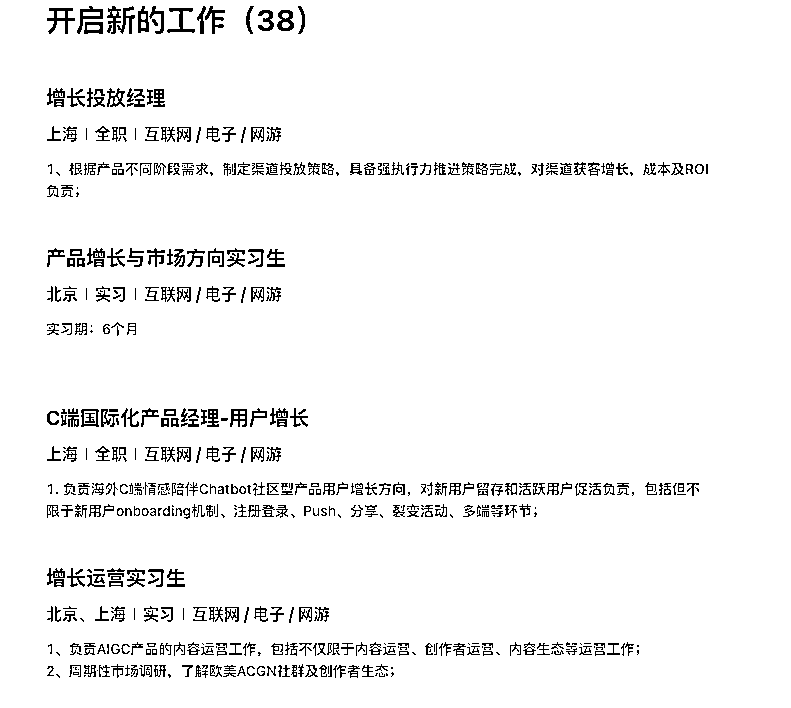 开启新的工作（38）
增长投放经理
上海 | 全职 | 互联网 / 电子 / 网游
1、根据产品不同阶段需求，制定渠道投放策略，具备强执行力推进策略完成，对渠道获客增长，成本及ROI
负责；
产品增长与市场方向实习生
北京 | 实习 | 互联网 / 电子 / 网游
实习期：6个月
C端国际化产品经理-用户增长
上海 | 全职 | 互联网 / 电子 / 网游
1. 负责海外C端情感陪伴Chatbot社区型产品用户增长方向，对新用户留存和活跃用户促活负责，包括但不
限于新用户onboarding机制、注册登录、Push、分享、裂变活动、多端等环节；
增长运营实习生
北京、上海 | 实习 | 互联网 / 电子 / 网游
1、负责AIGC产品的内容运营工作，包括不仅限于内容运营、创作者运营、内容生态等运营工作；
2、周期性市场调研，了解欧美ACGN社群及创作者生态；